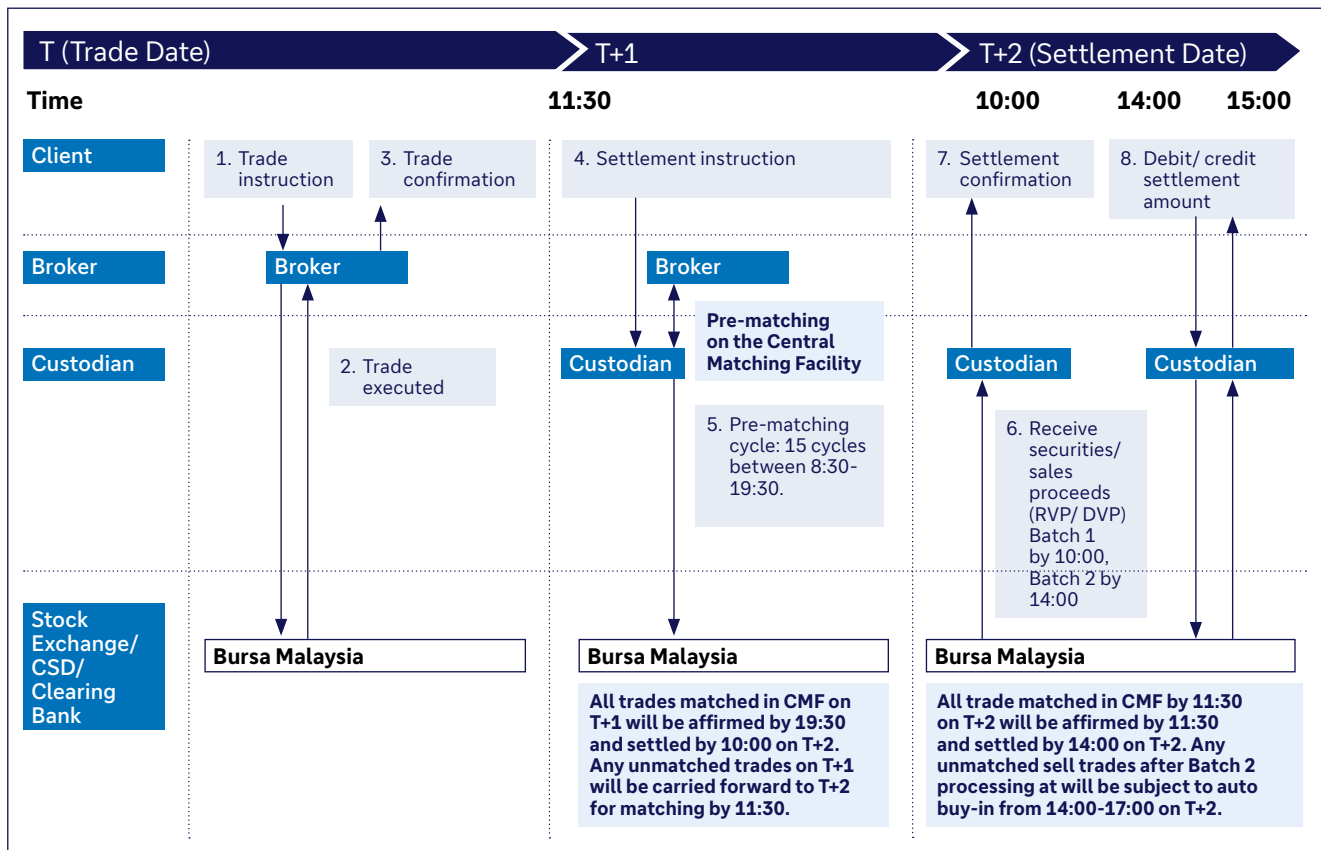 T (Trade Date)
T+1
T+2 (Settlement Date)
Time
11:30
10:00
14:00
15:00
Client
1. Trade
instruction
3. Trade
confirmation
4. Settlement instruction
7. Settlement
confirmation
8. Debit/ credit
settlement
amount
Broker
Broker
Broker
Pre-matching
on the Central
Matching Facility
Custodian
2. Trade
executed
Custodian
Custodian
Custodian
5. Pre-matching
cycle: 15 cycles
between 8:30-
19:30.
6. Receive
securities/
sales
proceeds
(RVP/ DVP)
Batch 1
by 10:00,
Batch 2 by
14:00
Stock
Exchange/
CSD/
Clearing
Bank
Bursa Malaysia
Bursa Malaysia
Bursa Malaysia
All trades matched in CMF on
T+1 will be affirmed by 19:30
and settled by 10:00 on T+2.
Any unmatched trades on T+1
will be carried forward to T+2
for matching by 11:30.
All trade matched in CMF by 11:30
on T+2 will be affirmed by 11:30
and settled by 14:00 on T+2. Any
unmatched sell trades after Batch 2
processing at will be subject to auto
buy-in from 14:00-17:00 on T+2.